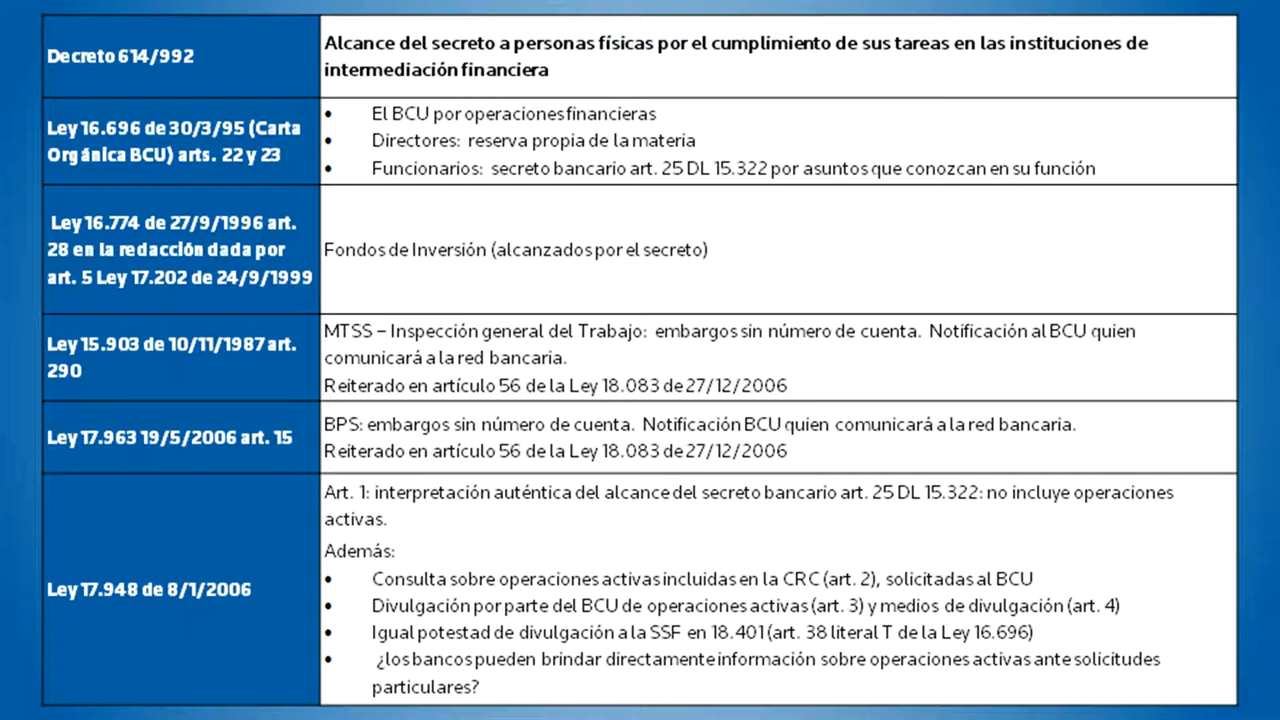 Decreto 614/992
Alcance del secreto a personas físicas por el cumplimiento de sus tareas en las instituciones de
intermediación financiera
Ley 16.696 de 30/3/95 (Carta
Orgánica BCU) arts. 22 y 23
• El BCU por operaciones financieras
• Directores: reserva propia de la materia
• Funcionarios: secreto bancario art. 25 DL 15.322 por asuntos que conozcan en su función
Ley 16.774 de 27/9/1996 art.
28 en la redacción dada por
art. 5 Ley 17.202 de 24/9/1999
Fondos de Inversión (alcanzados por el secreto)
Ley 15.903 de 10/11/1987 art.
290
MTSS – Inspección general del Trabajo: embargos sin número de cuenta. Notificación al BCU quien
comunicará a la red bancaria.
Reiterado en artículo 56 de la Ley 18.083 de 27/12/2006
Ley 17.963 19/5/2006 art. 15
BPS: embargos sin número de cuenta. Notificación BCU quien comunicará a la red bancaria.
Reiterado en artículo 56 de la Ley 18.083 de 27/12/2006
Ley 17.948 de 8/1/2006
Art. 1: interpretación auténtica del alcance del secreto bancario art. 25 DL 15.322: no incluye operaciones
activas.
Además:
• Consulta sobre operaciones activas incluidas en la CRC (art. 2), solicitadas al BCU
• Divulgación por parte del BCU de operaciones activas (art. 3) y medios de divulgación (art. 4)
• Igual potestad de divulgación a la SSF en 18.401 (art. 38 literal T de la Ley 16.696)
• ¿los bancos pueden brindar directamente información sobre operaciones activas ante solicitudes
particulares?